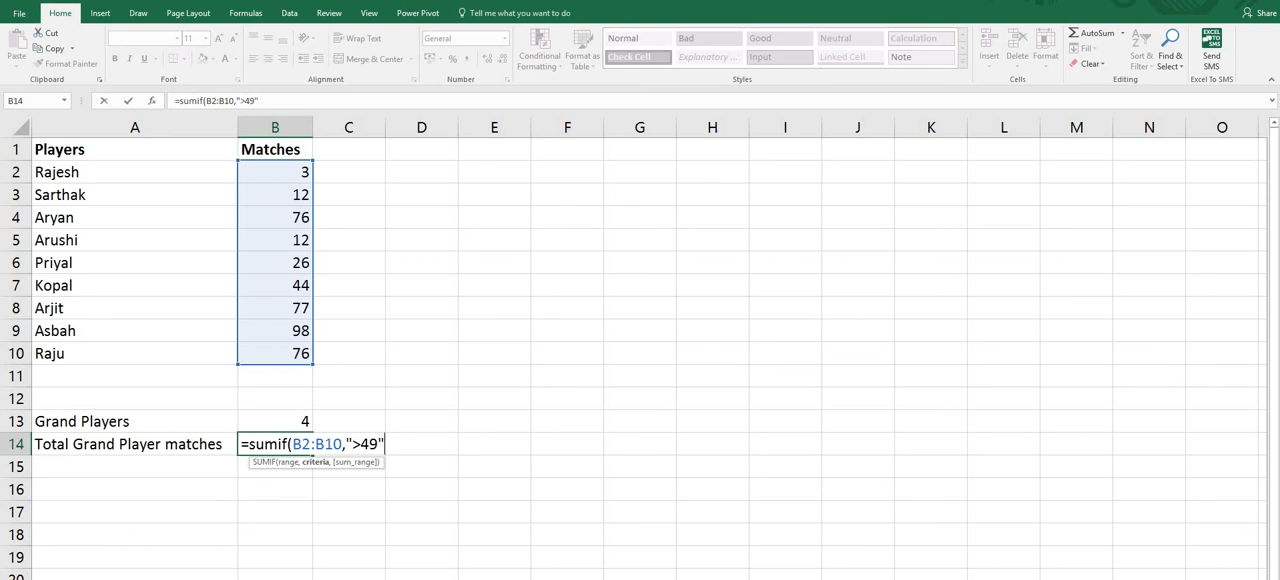 File Home Insert Draw Page Layout Formulas Data Review View Power Pivot Tell me what you want to do Share
Paste Cut Copy Format Painter Clipboard
11 A A B I U A Font
Wrap Text Merge & Center Alignment
General % , Number
Conditional Formatting Format as Table
Normal Bad Good Neutral Calculation
Check Cell Explanatory ... Input Linked Cell Note
Styles
Insert Delete Format Cells
AutoSum Fill Clear Sort & Filter Find & Select Editing
EXCEL TO SMS Send SMS Excel To SMS
B14 fx =sumif(B2:B10,">49"
A B C D E F G H I J K L M N O
1 Players Matches
2 Rajesh 3
3 Sarthak 12
4 Aryan 76
5 Arushi 12
6 Priyal 26
7 Kopal 44
8 Arjit 77
9 Asbah 98
10 Raju 76
11
12
13 Grand Players 4
14 Total Grand Player matches =sumif(B2:B10,">49"
SUMIF(range, criteria, [sum_range])
15
16
17
18
19
20